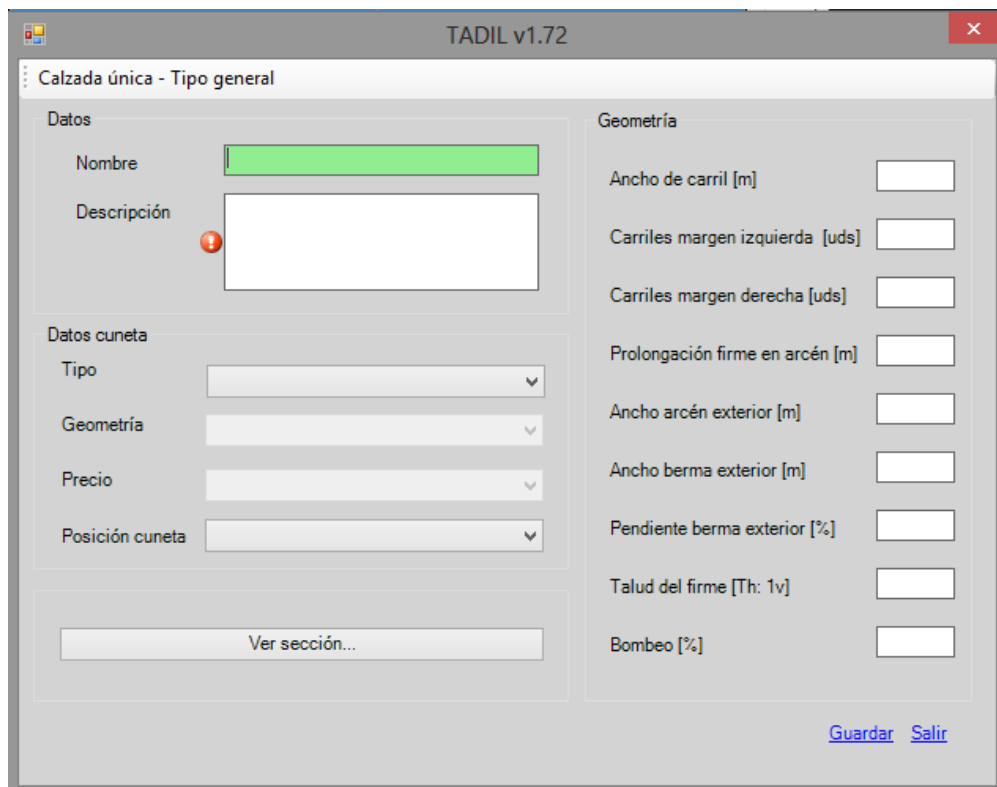 TADIL v1.72
Calzada única - Tipo general
Datos
Nombre
Descripción
Datos cuneta
Tipo
Geometría
Precio
Posición cuneta
Ver sección...
Geometría
Ancho de carril [m]
Carriles margen izquierda [uds]
Carriles margen derecha [uds]
Prolongación firme en arcén [m]
Ancho arcén exterior [m]
Ancho berma exterior [m]
Pendiente berma exterior [%]
Talud del firme [Th: 1v]
Bombeo [%]
Guardar Salir